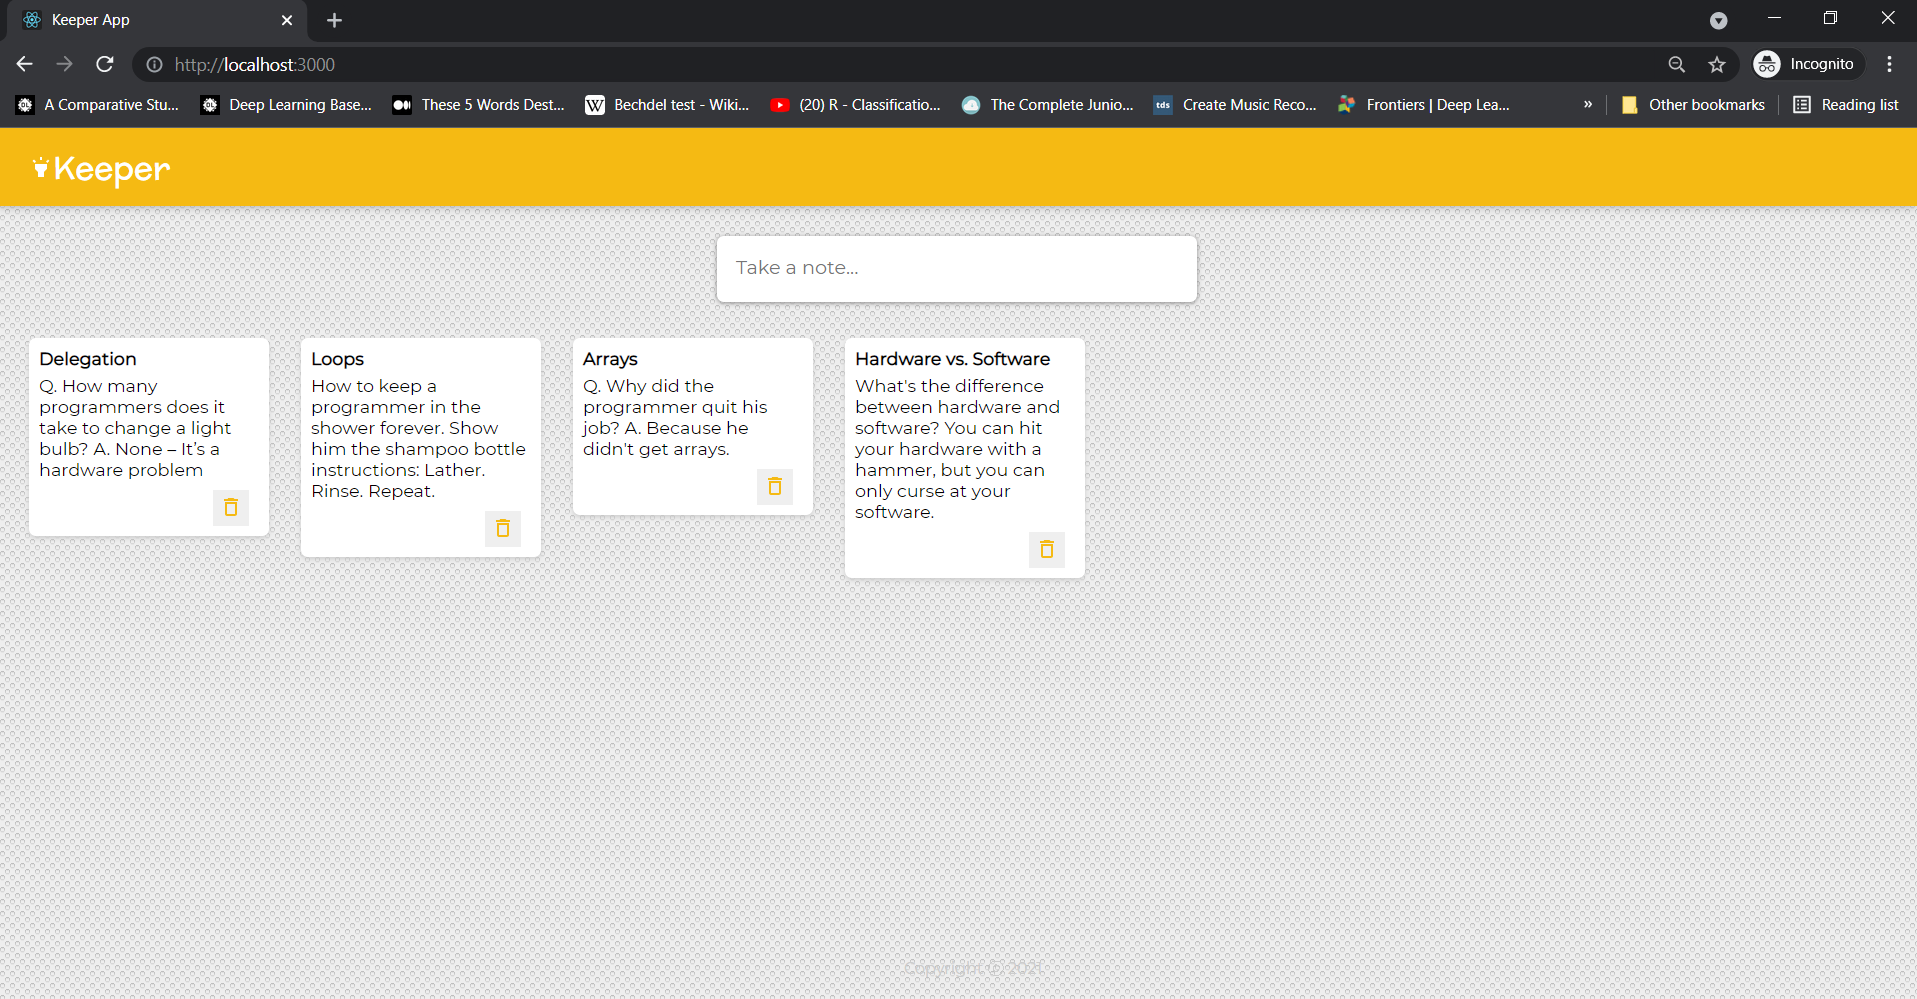 Keeper App
http://localhost:3000
Incognito
A Comparative Stu...
Deep Learning Base...
These 5 Words Dest...
W
Bechdel test - Wiki...
(20) R - Classificatio...
The Complete Junio...
tds
Create Music Reco...
Frontiers | Deep Lea...
»
Other bookmarks
Reading list
Keeper
Take a note...
Delegation
Q. How many
programmers does it
take to change a light
bulb? A. None – It’s a
hardware problem
Loops
How to keep a
programmer in the
shower forever. Show
him the shampoo bottle
instructions: Lather.
Rinse. Repeat.
Arrays
Q. Why did the
programmer quit his
job? A. Because he
didn't get arrays.
Hardware vs. Software
What's the difference
between hardware and
software? You can hit
your hardware with a
hammer, but you can
only curse at your
software.
Copyright © 2021